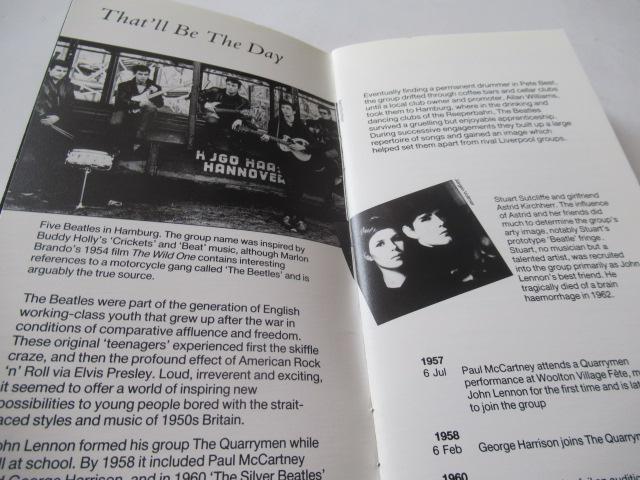 That'll Be The Day
HUGO HAA:
HANNOVER
Five Beatles in Hamburg. The group name was inspired by
Buddy Holly's 'Crickets' and 'Beat' music, although Marlon
Brando's 1954 film The Wild One contains interesting
references to a motorcycle gang called 'The Beetles' and is
arguably the true source.
The Beatles were part of the generation of English
working-class youth that grew up after the war in
conditions of comparative affluence and freedom.
These original 'teenagers' experienced first the skiffle
craze, and then the profound effect of American Rock
'n' Roll via Elvis Presley. Loud, irreverent and exciting,
it seemed to offer a world of inspiring new
possibilities to young people bored with the strait-
aced styles and music of 1950s Britain.
ohn Lennon formed his group The Quarrymen while
ll at school. By 1958 it included Paul McCartney
d George Harrison, and in 1960 'The Silver Beatles'
Eventually finding a permanent drummer in Pete Best,
the group drifted through coffee bars and cellar clubs
until a local club owner and promoter, Allan Williams,
took them to Hamburg, where in the drinking and
dancing clubs of the Reeperbahn, The Beatles
survived a gruelling but enjoyable apprenticeship.
During successive engagements they built up a large
repertoire of songs and gained an image which
helped set them apart from rival Liverpool groups.
Stuart Sutcliffe and girlfriend
Astrid Kirchherr. The influence
of Astrid and her friends did
much to determine the group's
arty image, notably Stuart's
prototype 'Beatle' fringe.
Stuart, no musician but a
talented artist, was recruited
into the group primarily as John
Lennon's best friend. He
tragically died of a brain
haemorrhage in 1962.
1957
6 Jul Paul McCartney attends a Quarrymen
performance at Woolton Village Fête, m
John Lennon for the first time and is lat
to join the group
1958
6 Feb George Harrison joins The Quarrym
1960